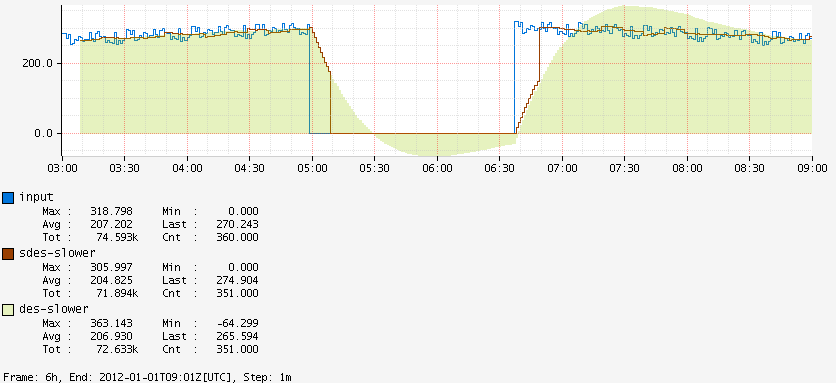 200.0
0.0
03:00 03:30 04:00 04:30 05:00 05:30 06:00 06:30 07:00 07:30 08:00 08:30 09:00
input
Max : 318.798 Min : 0.000
Avg : 207.202 Last : 270.243
Tot : 74.593k Cnt : 360.000
sdes-slower
Max : 305.997 Min : 0.000
Avg : 204.825 Last : 274.904
Tot : 71.894k Cnt : 351.000
des-slower
Max : 363.143 Min : -64.299
Avg : 206.930 Last : 265.594
Tot : 72.633k Cnt : 351.000
Frame: 6h, End: 2012-01-01T09:01Z[UTC], Step: 1m